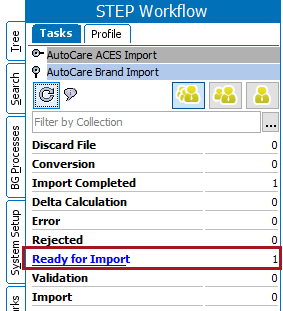 STEP Workflow
Tasks Profile
AutoCare ACES Import
AutoCare Brand Import
Filter by Collection ...
Discard File 0
Conversion 0
Import Completed 1
Delta Calculation 0
Error 0
Rejected 0
Ready for Import 1
Validation 0
Import 0
Tree
Search
BG Processes
System Setup